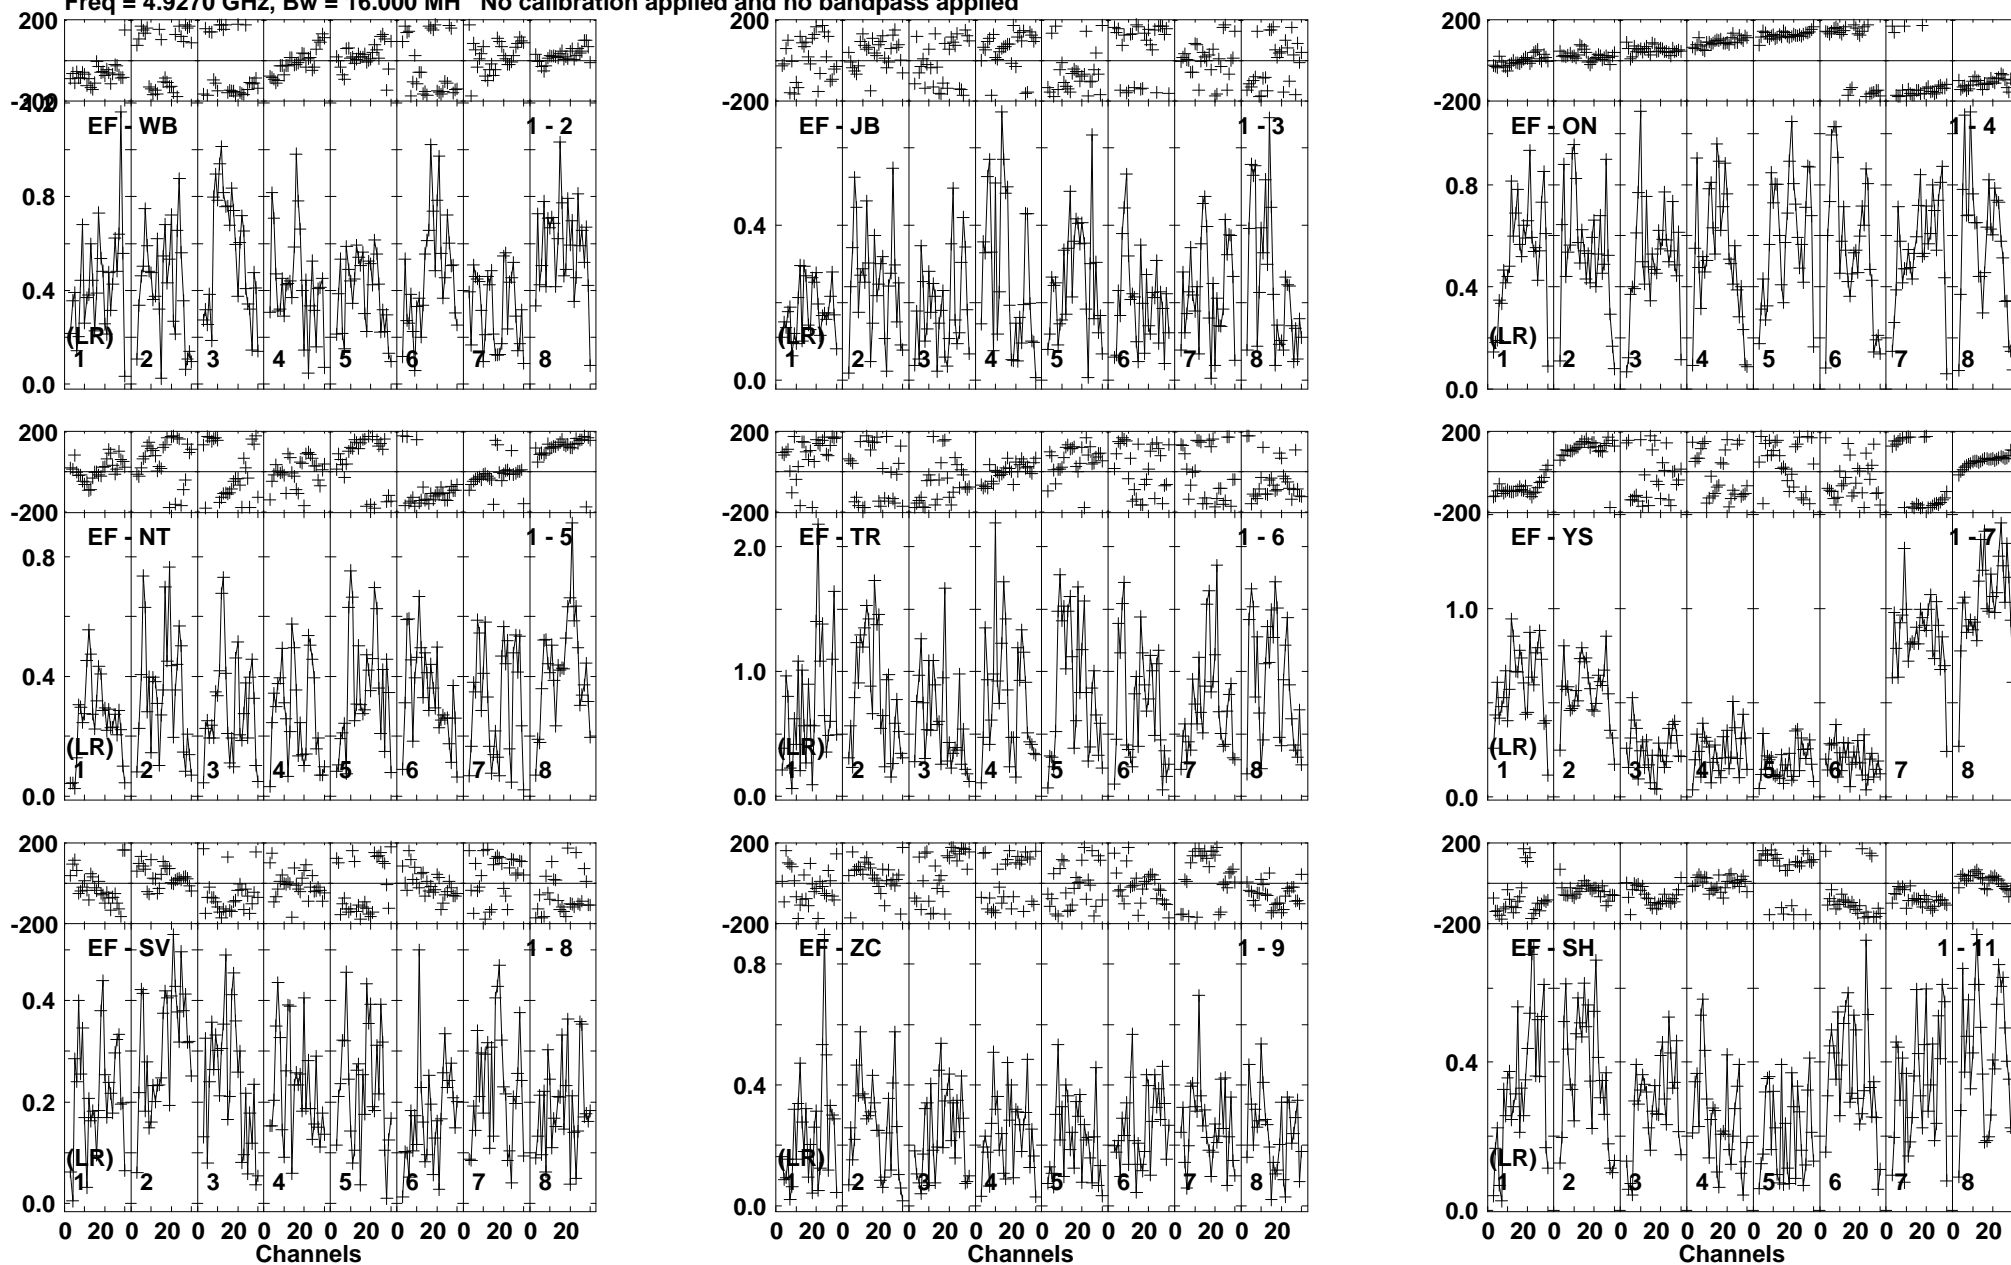 Freq = 4.9270 GHz, Bw = 16.000 MH No calibration applied and no bandpass applied
200
-200
1.2
EF - WB 1 - 2
0.8
0.4
0.0
(LR)
1 2 3 4 5 6 7 8
200
-200
EF - JB 1 - 3
0.4
0.0
(LR)
1 2 3 4 5 6 7 8
200
-200
EF - ON 1 - 4
0.8
0.4
0.0
(LR)
1 2 3 4 5 6 7 8
200
-200
EF - NT 1 - 5
0.8
0.4
0.0
(LR)
1 2 3 4 5 6 7 8
200
-200
EF - TR 1 - 6
2.0
1.0
0.0
(LR)
1 2 3 4 5 6 7 8
200
-200
EF - YS 1 - 7
1.0
0.0
(LR)
1 2 3 4 5 6 7 8
200
-200
EF - SV 1 - 8
0.4
0.2
0.0
(LR)
1 2 3 4 5 6 7 8
0 20 0 20 0 20 0 20 0 20 0 20 0 20 0 20
Channels
200
-200
EF - ZC 1 - 9
0.8
0.4
0.0
(LR)
1 2 3 4 5 6 7 8
0 20 0 20 0 20 0 20 0 20 0 20 0 20 0 20
Channels
200
-200
EF - SH 1 - 11
0.4
0.0
(LR)
1 2 3 4 5 6 7 8
0 20 0 20 0 20 0 20 0 20 0 20 0 20 0 20
Channels